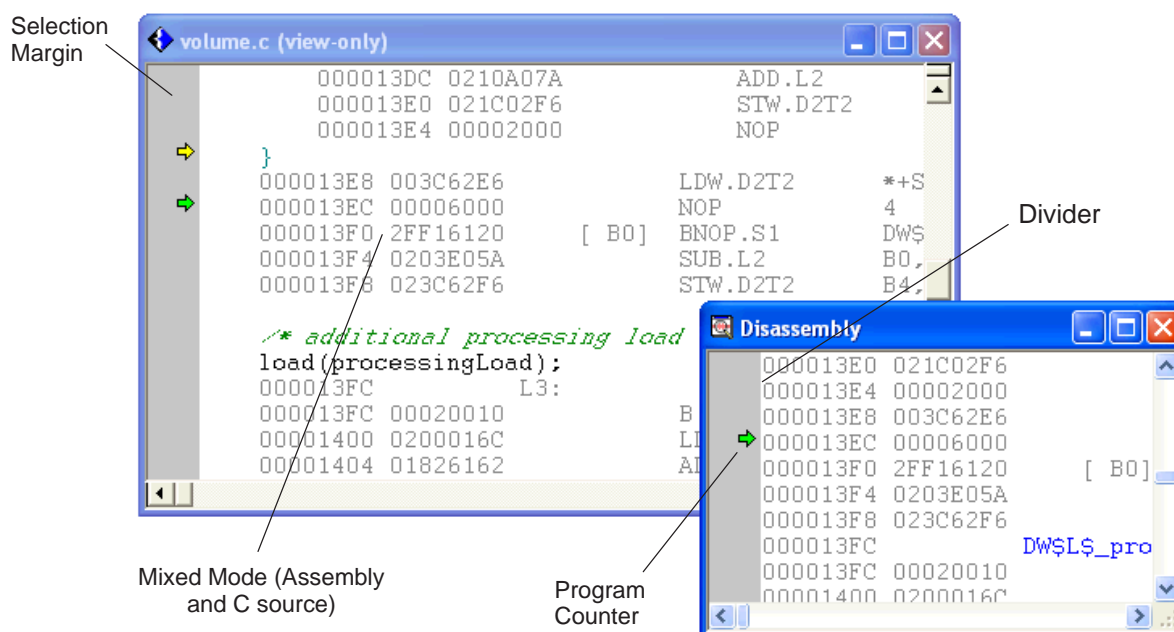 Selection
Margin
volume.c (view-only)
000013DC 0210A07A ADD.L2
000013E0 021C02F6 STW.D2T2
000013E4 00002000 NOP
}
000013E8 003C62E6 LDW.D2T2 *+S
000013EC 00006000 NOP 4
000013F0 2FF16120 [ B0] BNOP.S1 DW$
000013F4 0203E05A SUB.L2 B0,
000013F8 023C62F6 STW.D2T2 B4,
/* additional processing load
load(processingLoad);
000013FC L3:
000013FC 00020010 B
00001400 0200016C
00001404 01826162
Divider
Disassembly
000013E0 021C02F6
000013E4 00002000
000013E8 003C62E6
000013EC 00006000
000013F0 2FF16120 [ B0]
000013F4 0203E05A
000013F8 023C62F6
000013FC DW$L$_pro
000013FC 00020010
00001400 0200016C
Mixed Mode (Assembly
and C source)
Program
Counter